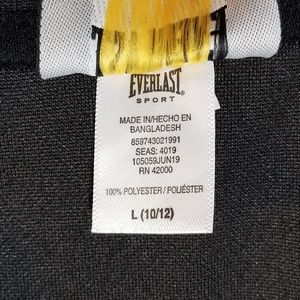 EVERLAST
SPORT
MADE IN/HECHO EN
BANGLADESH
859743021991
SEAS: 4019
105059JUN19
RN 42000
100% POLYESTER / POLIÉSTER
L (10/12)